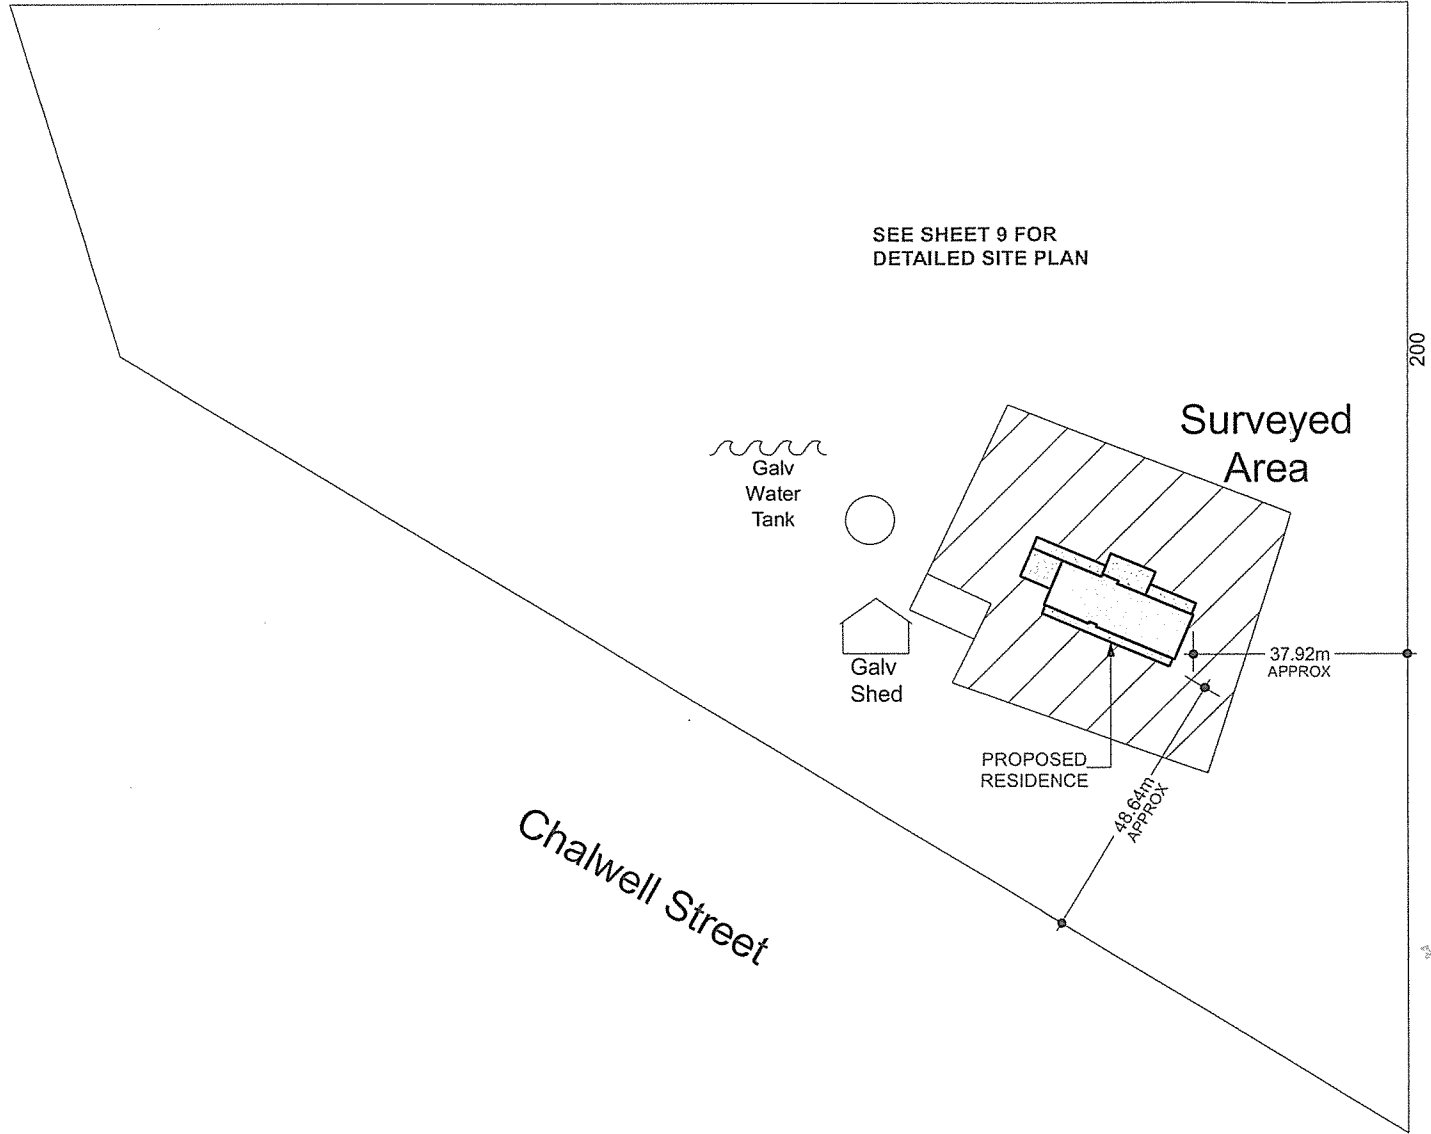 SEE SHEET 9 FOR
DETAILED SITE PLAN
200
Surveyed
Area
Galv
Water
Tank
37.92m
APPROX
Galv
Shed
PROPOSED
RESIDENCE
48.64m
APPROX
Chalwell Street